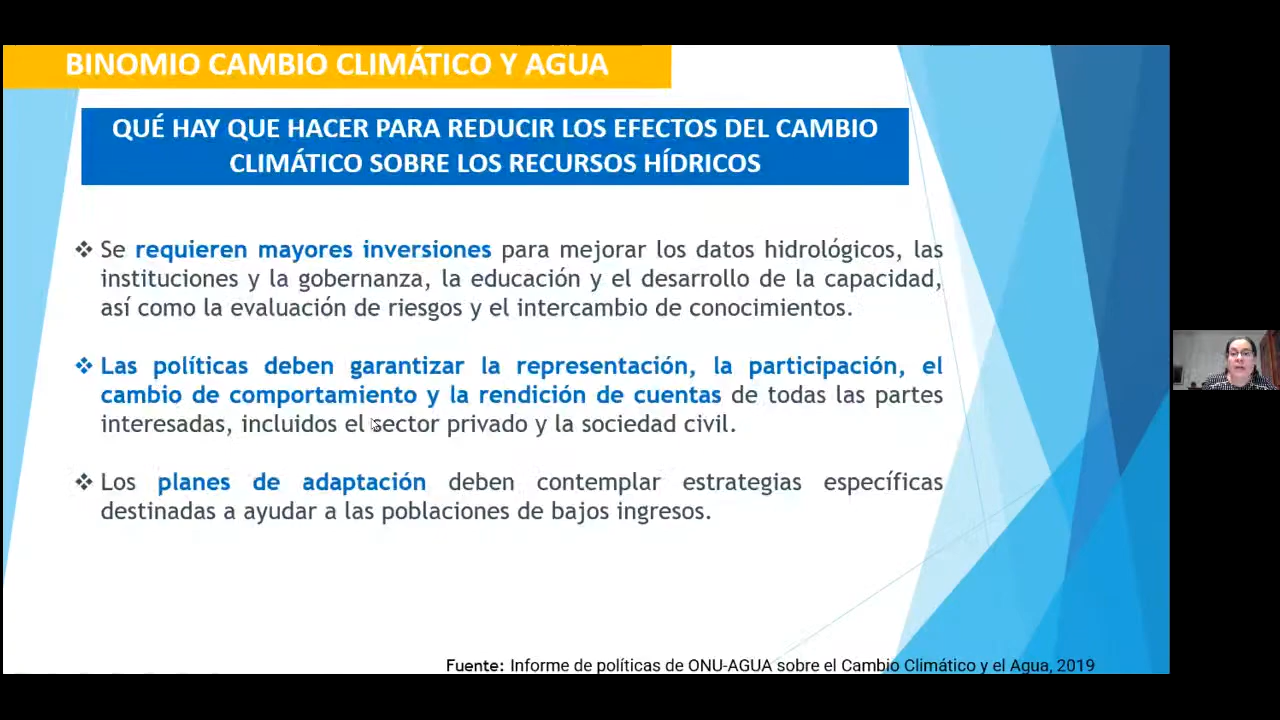 BINOMIO CAMBIO CLIMÁTICO Y AGUA
QUÉ HAY QUE HACER PARA REDUCIR LOS EFECTOS DEL CAMBIO
CLIMÁTICO SOBRE LOS RECURSOS HÍDRICOS
❖ Se requieren mayores inversiones para mejorar los datos hidrológicos, las
instituciones y la gobernanza, la educación y el desarrollo de la capacidad,
así como la evaluación de riesgos y el intercambio de conocimientos.
❖ Las políticas deben garantizar la representación, la participación, el
cambio de comportamiento y la rendición de cuentas de todas las partes
interesadas, incluidos el sector privado y la sociedad civil.
❖ Los planes de adaptación deben contemplar estrategias específicas
destinadas a ayudar a las poblaciones de bajos ingresos.
Fuente: Informe de políticas de ONU-AGUA sobre el Cambio Climático y el Agua, 2019